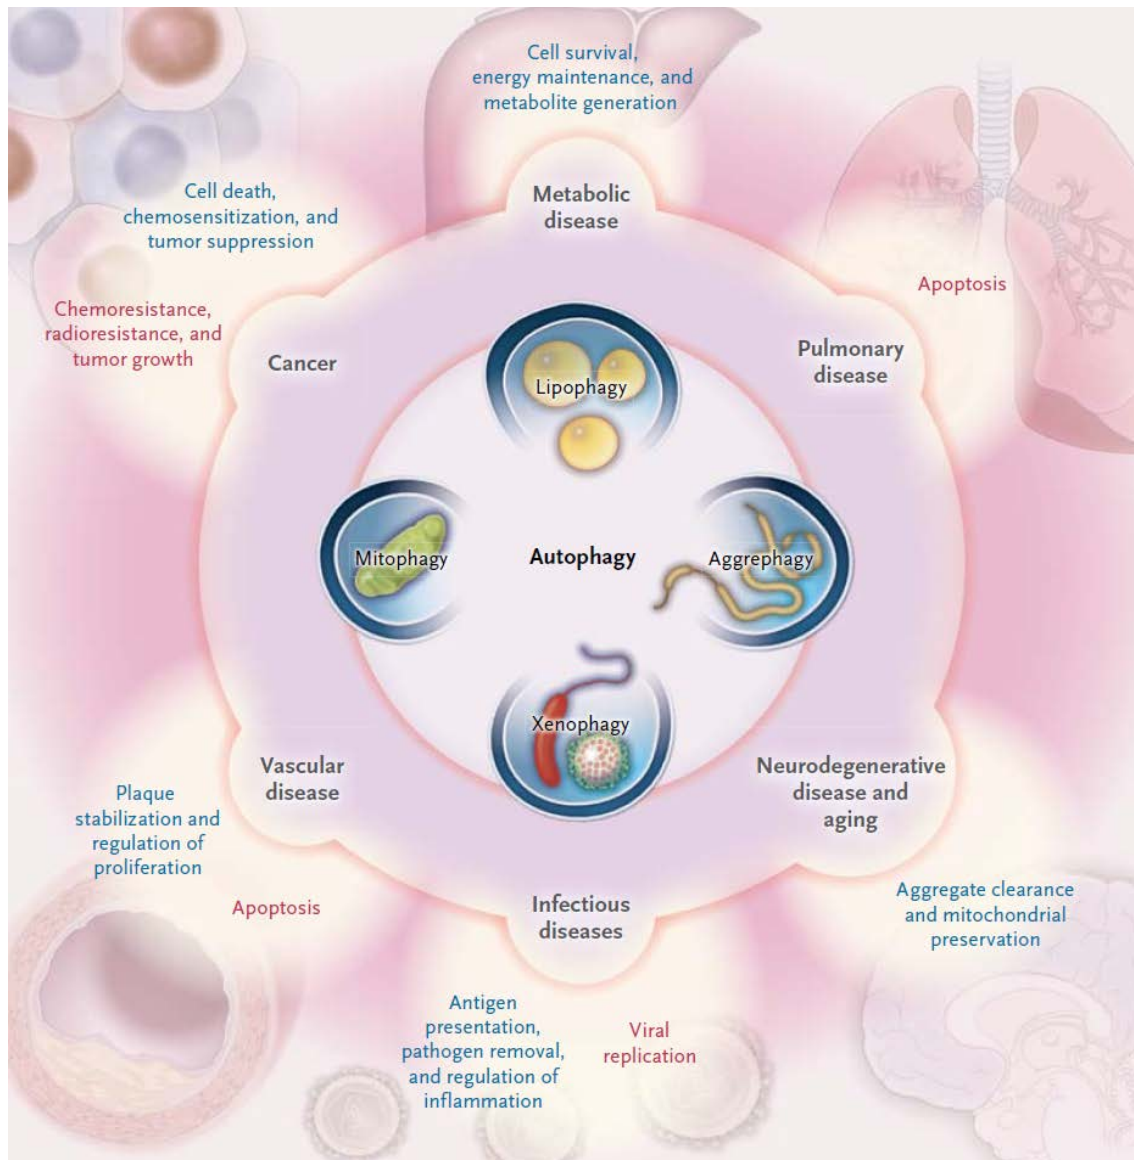 Cell survival,
energy maintenance, and
metabolite generation
Metabolic
disease
Cell death,
chemosensitization, and
tumor suppression
Chemoresistance,
radioresistance, and
tumor growth
Cancer
Apoptosis
Pulmonary
disease
Lipophagy
Mitophagy
Autophagy
Aggrephagy
Xenophagy
Vascular
disease
Plaque
stabilization and
regulation of
proliferation
Apoptosis
Neurodegenerative
disease and
aging
Aggregate clearance
and mitochondrial
preservation
Infectious
diseases
Antigen
presentation,
pathogen removal,
and regulation of
inflammation
Viral
replication